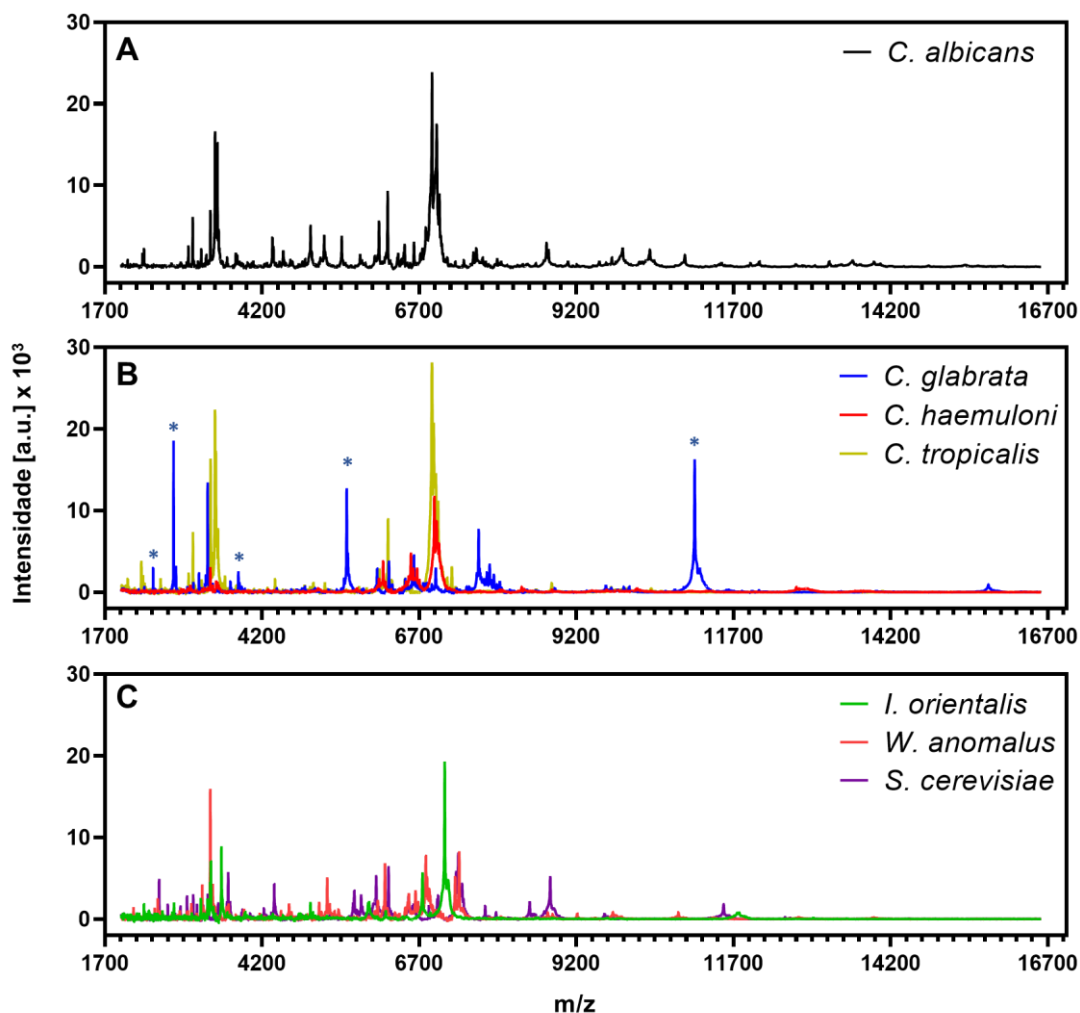 A
C. albicans
30
20
10
0
1700 4200 6700 9200 11700 14200 16700
B
C. glabrata
C. haemuloni
C. tropicalis
30
20
10
0
* * * * *
1700 4200 6700 9200 11700 14200 16700
C
I. orientalis
W. anomalus
S. cerevisiae
30
20
10
0
1700 4200 6700 9200 11700 14200 16700
Intensidade [a.u.] x 10³
m/z